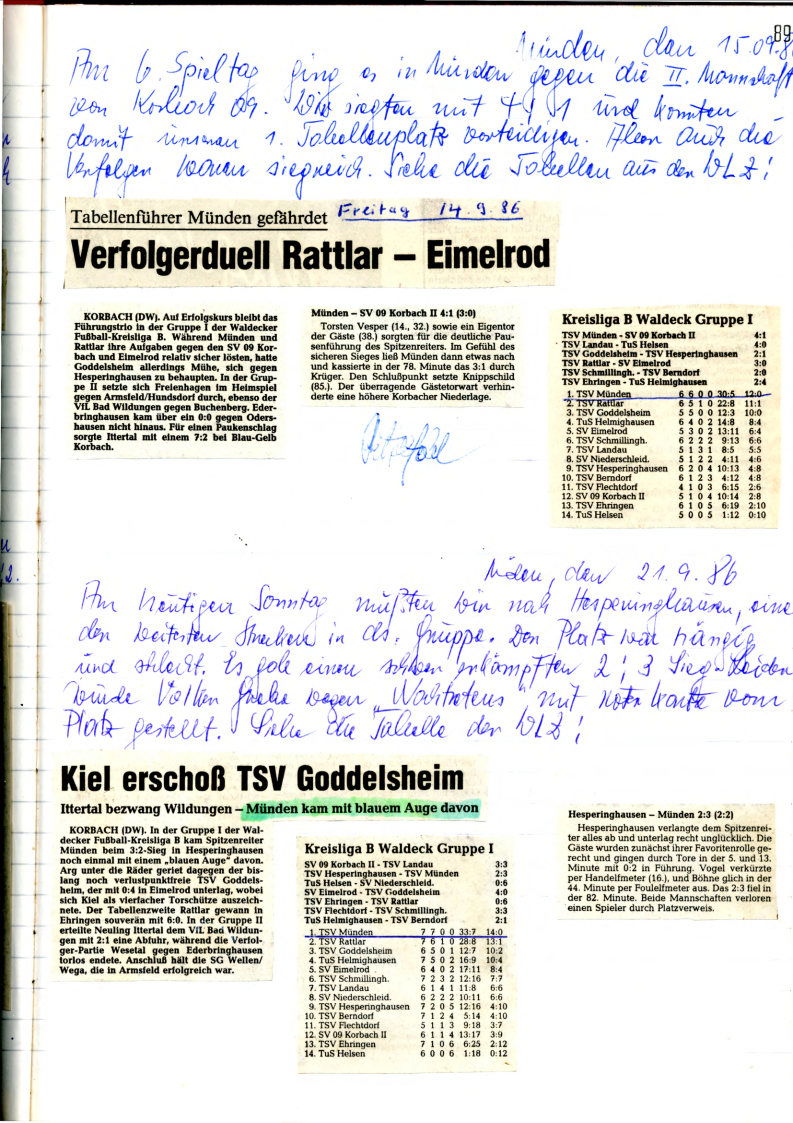 89
Münden, den 15.09.8
Am 6. Spieltag ging es in Münden gegen die II. Mannschaft
von Korbach 09. Wir siegten mit 4:1 und konnten
damit unseren 1. Tabellenplatz verteidigen. Aber auch die
Verfolger waren siegreich. Siehe die Tabellen aus der WLZ!
Tabellenführer Münden gefährdet
Freitag 14.9.86
Verfolgerduell Rattlar – Eimelrod
KORBACH (DW). Auf Erfolgskurs bleibt das
Führungstrio in der Gruppe I der Waldecker
Fußball-Kreisliga B. Während Münden und
Rattlar ihre Aufgaben gegen den SV 09 Kor-
bach und Eimelrod relativ sicher lösten, hatte
Goddelsheim allerdings Mühe, sich gegen
Hesperinghausen zu behaupten. In der Grup-
pe II setzte sich Freienhagen im Heimspiel
gegen Armsfeld/Hundsdorf durch, ebenso der
VfL Bad Wildungen gegen Buchenberg. Eder-
bringhausen kam über ein 0:0 gegen Oders-
hausen nicht hinaus. Für einen Paukenschlag
sorgte Ittertal mit einem 7:2 bei Blau-Gelb
Korbach.
Münden – SV 09 Korbach II 4:1 (3:0)
Torsten Vesper (14., 32.) sowie ein Eigentor
der Gäste (38.) sorgten für die deutliche Pau-
senführung des Spitzenreiters. Im Gefühl des
sicheren Sieges ließ Münden dann etwas nach
und kassierte in der 78. Minute das 3:1 durch
Krüger. Den Schlußpunkt setzte Knippschild
(85.). Der überragende Gästetorwart verhin-
derte eine höhere Korbacher Niederlage.
Kreisliga B Waldeck Gruppe I
TSV Münden - SV 09 Korbach II 4:1
TSV Landau - TuS Helsen 4:0
TSV Goddelsheim - TSV Hesperinghausen 2:1
TSV Rattlar - SV Eimelrod 3:0
TSV Schmillingh. - TSV Berndorf 2:0
TSV Ehringen - TuS Helmighausen 2:4
1. TSV Münden 6 6 0 0 30:5 12:0
2. TSV Rattlar 6 5 1 0 22:8 11:1
3. TSV Goddelsheim 5 5 0 0 12:3 10:0
4. TuS Helmighausen 6 4 0 2 14:8 8:4
5. SV Eimelrod 5 3 0 2 13:11 6:4
6. TSV Schmillingh. 6 2 2 2 9:13 6:6
7. TSV Landau 5 1 3 1 8:5 5:5
8. SV Niederschleid. 5 1 2 2 4:11 4:6
9. TSV Hesperinghausen 6 2 0 4 10:13 4:8
10. TSV Berndorf 6 1 2 3 4:12 4:8
11. TSV Flechtdorf 4 1 0 3 6:15 2:6
12. SV 09 Korbach II 5 1 0 4 10:14 2:8
13. TSV Ehringen 6 1 0 5 6:19 2:10
14. TuS Helsen 5 0 0 5 1:12 0:10
den 21.9.86
Am heutigen Sonntag mußten wir nach Hesperinghausen, eine
der weitesten Strecken in ds. Gruppe. Der Platz war hängig
und schlecht. Es gab einen schwer erkämpften 2:3 Sieg. Leider
wurde wegen „Nachtretens" mit roter Karte vom
Platz gestellt. Siehe die Tabelle der WLZ!
Kiel erschoß TSV Goddelsheim
Ittertal bezwang Wildungen – Münden kam mit blauem Auge davon
KORBACH (DW). In der Gruppe I der Wal-
decker Fußball-Kreisliga B kam Spitzenreiter
Münden beim 3:2-Sieg in Hesperinghausen
noch einmal mit einem „blauen Auge" davon.
Arg unter die Räder geriet dagegen der bis-
lang noch verlustpunktfreie TSV Goddels-
heim, der mit 0:4 in Eimelrod unterlag, wobei
sich Kiel als vierfacher Torschütze auszeich-
nete. Der Tabellenzweite Rattlar gewann in
Ehringen souverän mit 6:0. In der Gruppe II
erteilte Neuling Ittertal dem VfL Bad Wildun-
gen mit 2:1 eine Abfuhr, während die Verfol-
ger-Partie Wesetal gegen Ederbringhausen
torlos endete. Anschluß hält die SG Wellen/
Wega, die in Armsfeld erfolgreich war.
Kreisliga B Waldeck Gruppe I
SV 09 Korbach II - TSV Landau 3:3
TSV Hesperinghausen - TSV Münden 2:3
TuS Helsen - SV Niederschleid. 0:6
SV Eimelrod - TSV Goddelsheim 4:0
TSV Ehringen - TSV Rattlar 0:6
TSV Flechtdorf - TSV Schmillingh. 3:3
TuS Helmighausen - TSV Berndorf 2:1
1. TSV Münden 7 7 0 0 33:7 14:0
2. TSV Rattlar 7 6 1 0 28:8 13:1
3. TSV Goddelsheim 6 5 0 1 12:7 10:2
4. TuS Helmighausen 7 5 0 2 16:9 10:4
5. SV Eimelrod 6 4 0 2 17:11 8:4
6. TSV Schmillingh. 7 2 3 2 12:16 7:7
7. TSV Landau 6 1 4 1 11:8 6:6
8. SV Niederschleid. 6 2 2 2 10:11 6:6
9. TSV Hesperinghausen 7 2 0 5 12:16 4:10
10. TSV Berndorf 7 1 2 4 5:14 4:10
11. TSV Flechtdorf 5 1 1 3 9:18 3:7
12. SV 09 Korbach II 6 1 1 4 13:17 3:9
13. TSV Ehringen 7 1 0 6 6:25 2:12
14. TuS Helsen 6 0 0 6 1:18 0:12
Hesperinghausen – Münden 2:3 (2:2)
Hesperinghausen verlangte dem Spitzenrei-
ter alles ab und unterlag recht unglücklich. Die
Gäste wurden zunächst ihrer Favoritenrolle ge-
recht und gingen durch Tore in der 5. und 13.
Minute mit 0:2 in Führung. Vogel verkürzte
per Handelfmeter (16.), und Böhne glich in der
44. Minute per Foulelfmeter aus. Das 2:3 fiel in
der 82. Minute. Beide Mannschaften verloren
einen Spieler durch Platzverweis.